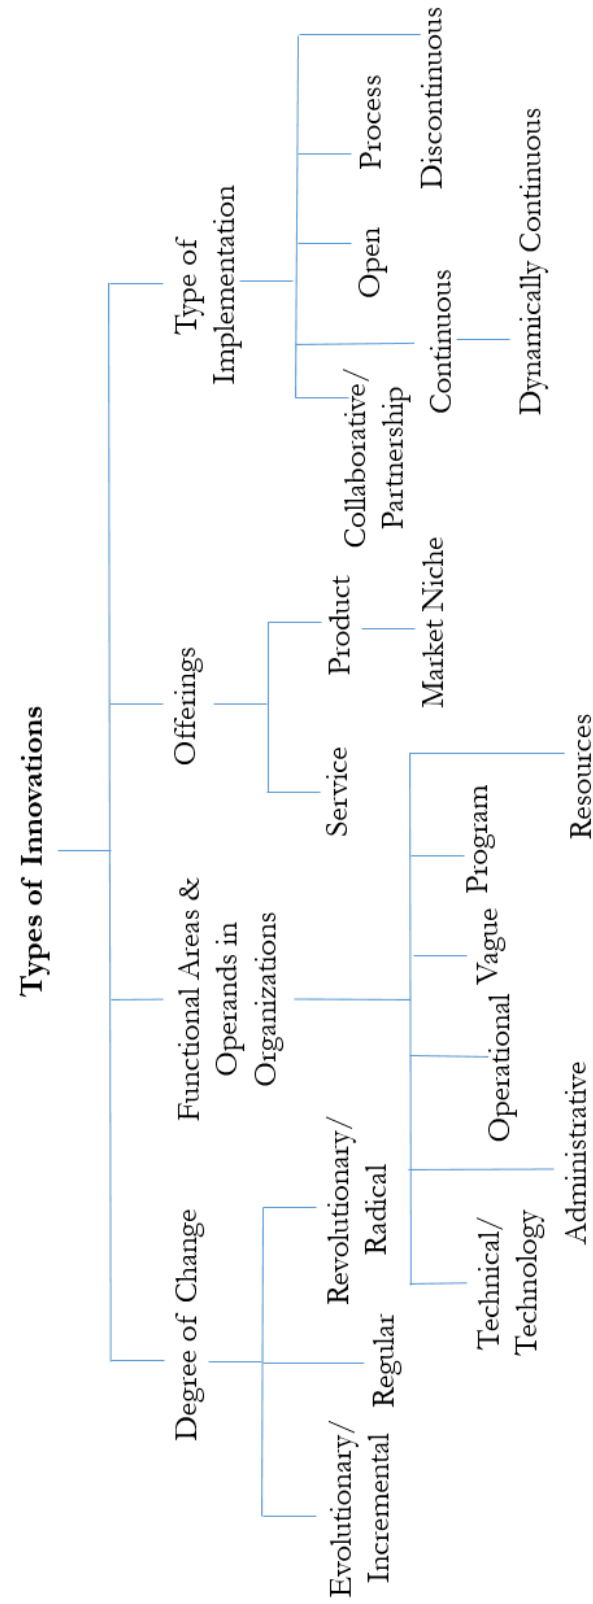 Types of Innovations
Degree of Change
Functional Areas &
Operands in
Organizations
Offerings
Type of
Implementation
Evolutionary/
Incremental
Regular
Revolutionary/
Radical
Technical/
Technology
Administrative
Operational
Vague
Program
Resources
Service
Product
Market Niche
Collaborative/
Partnership
Continuous
Dynamically Continuous
Open
Process
Discontinuous